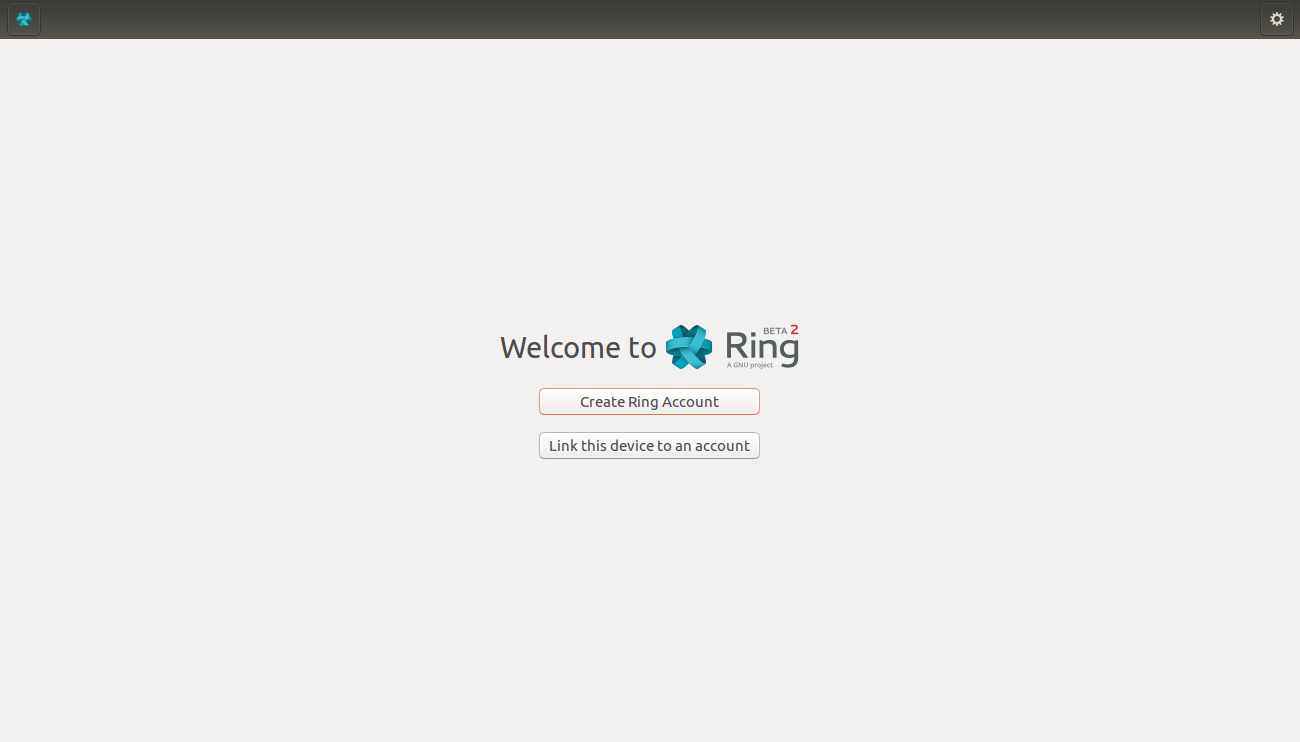 Welcome to
BETA 2
Ring
A GNU project
Create Ring Account
Link this device to an account